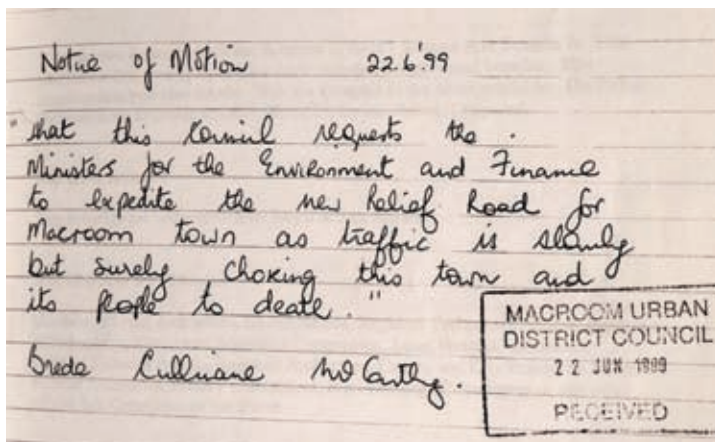 Notice of Motion 22.6'99
"that this Council requests the
Ministers for the Environment and Finance
to expedite the new Relief Road for
Macroom town as traffic is slowly
but surely choking this town and
its people to death."
Breda Cullinane McCarthy.
MACROOM URBAN
DISTRICT COUNCIL
22 JUN 1999
RECEIVED